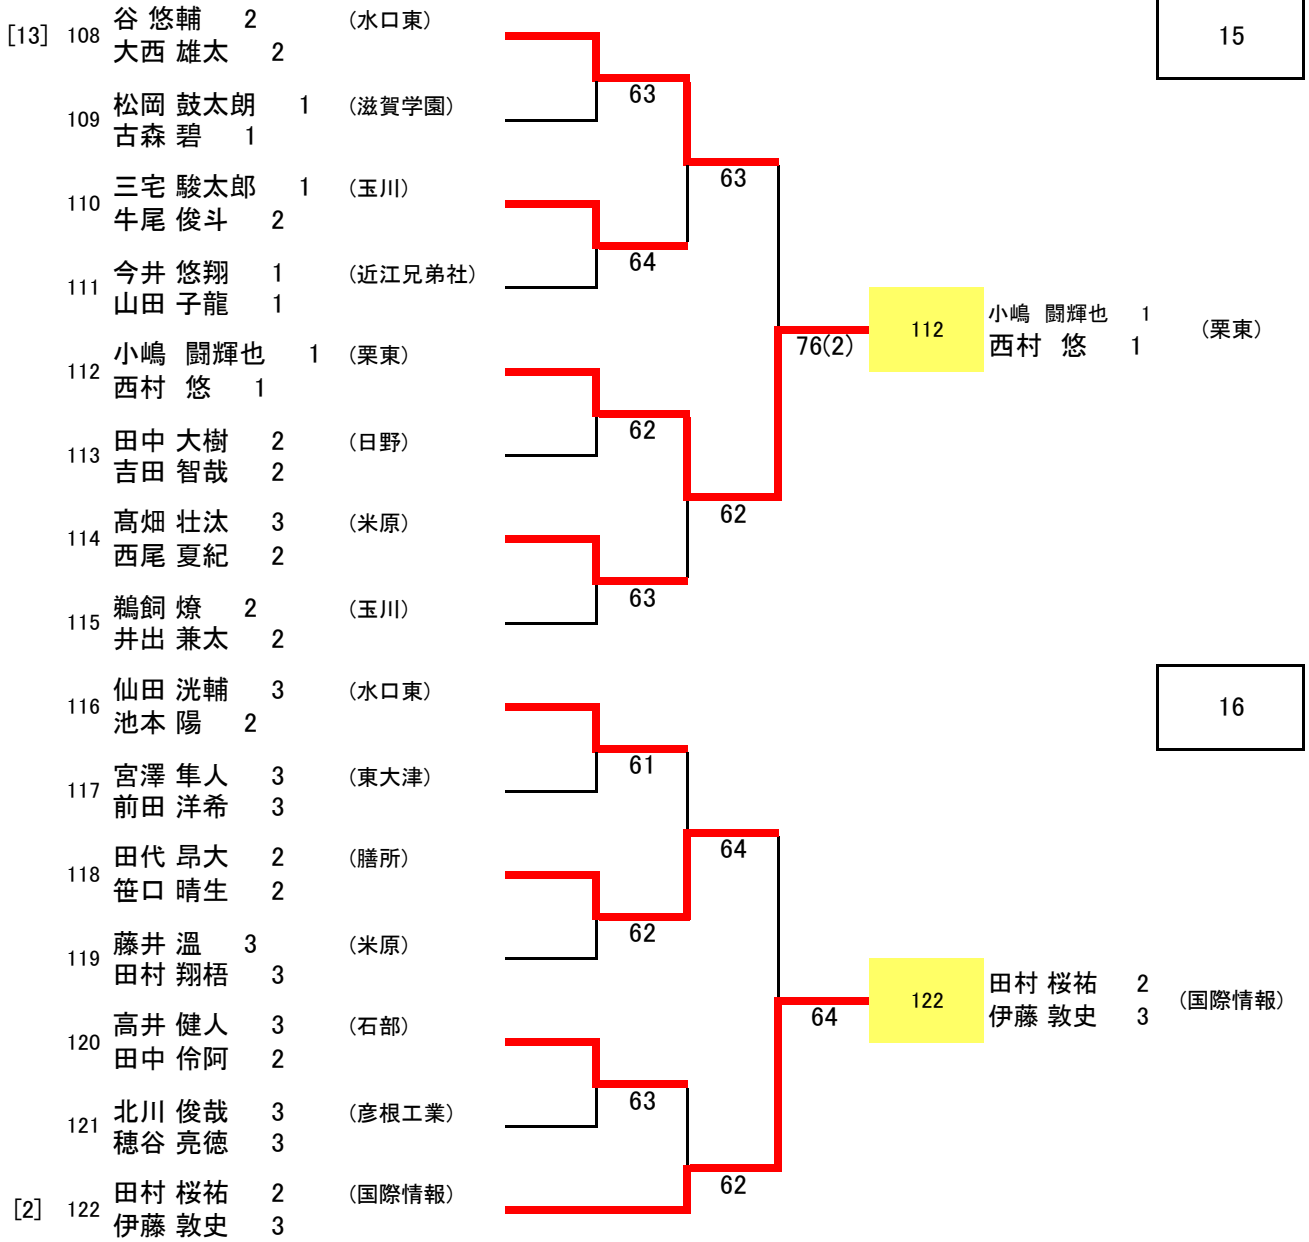 谷 悠輔 2 (水口東)
[13] 108
大西 雄太 2
松岡 鼓太朗 1 (滋賀学園)
109
古森 碧 1
三宅 駿太郎 1 (玉川)
110
牛尾 俊斗 2
今井 悠翔 1 (近江兄弟社)
111
山田 子龍 1
小嶋 闘輝也 1 (栗東)
112
西村 悠 1
田中 大樹 2 (日野)
113
吉田 智哉 2
髙畑 壮汰 3 (米原)
114
西尾 夏紀 2
鵜飼 燎 2 (玉川)
115
井出 兼太 2
仙田 洸輔 3 (水口東)
116
池本 陽 2
宮澤 隼人 3 (東大津)
117
前田 洋希 3
田代 昂大 2 (膳所)
118
笹口 晴生 2
藤井 溫 3 (米原)
119
田村 翔梧 3
高井 健人 3 (石部)
120
田中 伶阿 2
北川 俊哉 3 (彦根工業)
121
穂谷 亮徳 3
田村 桜祐 2 (国際情報)
[2] 122
伊藤 敦史 3
63
64
62
63
61
62
63
63
62
64
62
76(2)
64
15
112
小嶋 闘輝也 1
西村 悠 1
(栗東)
16
122
田村 桜祐 2
伊藤 敦史 3
(国際情報)